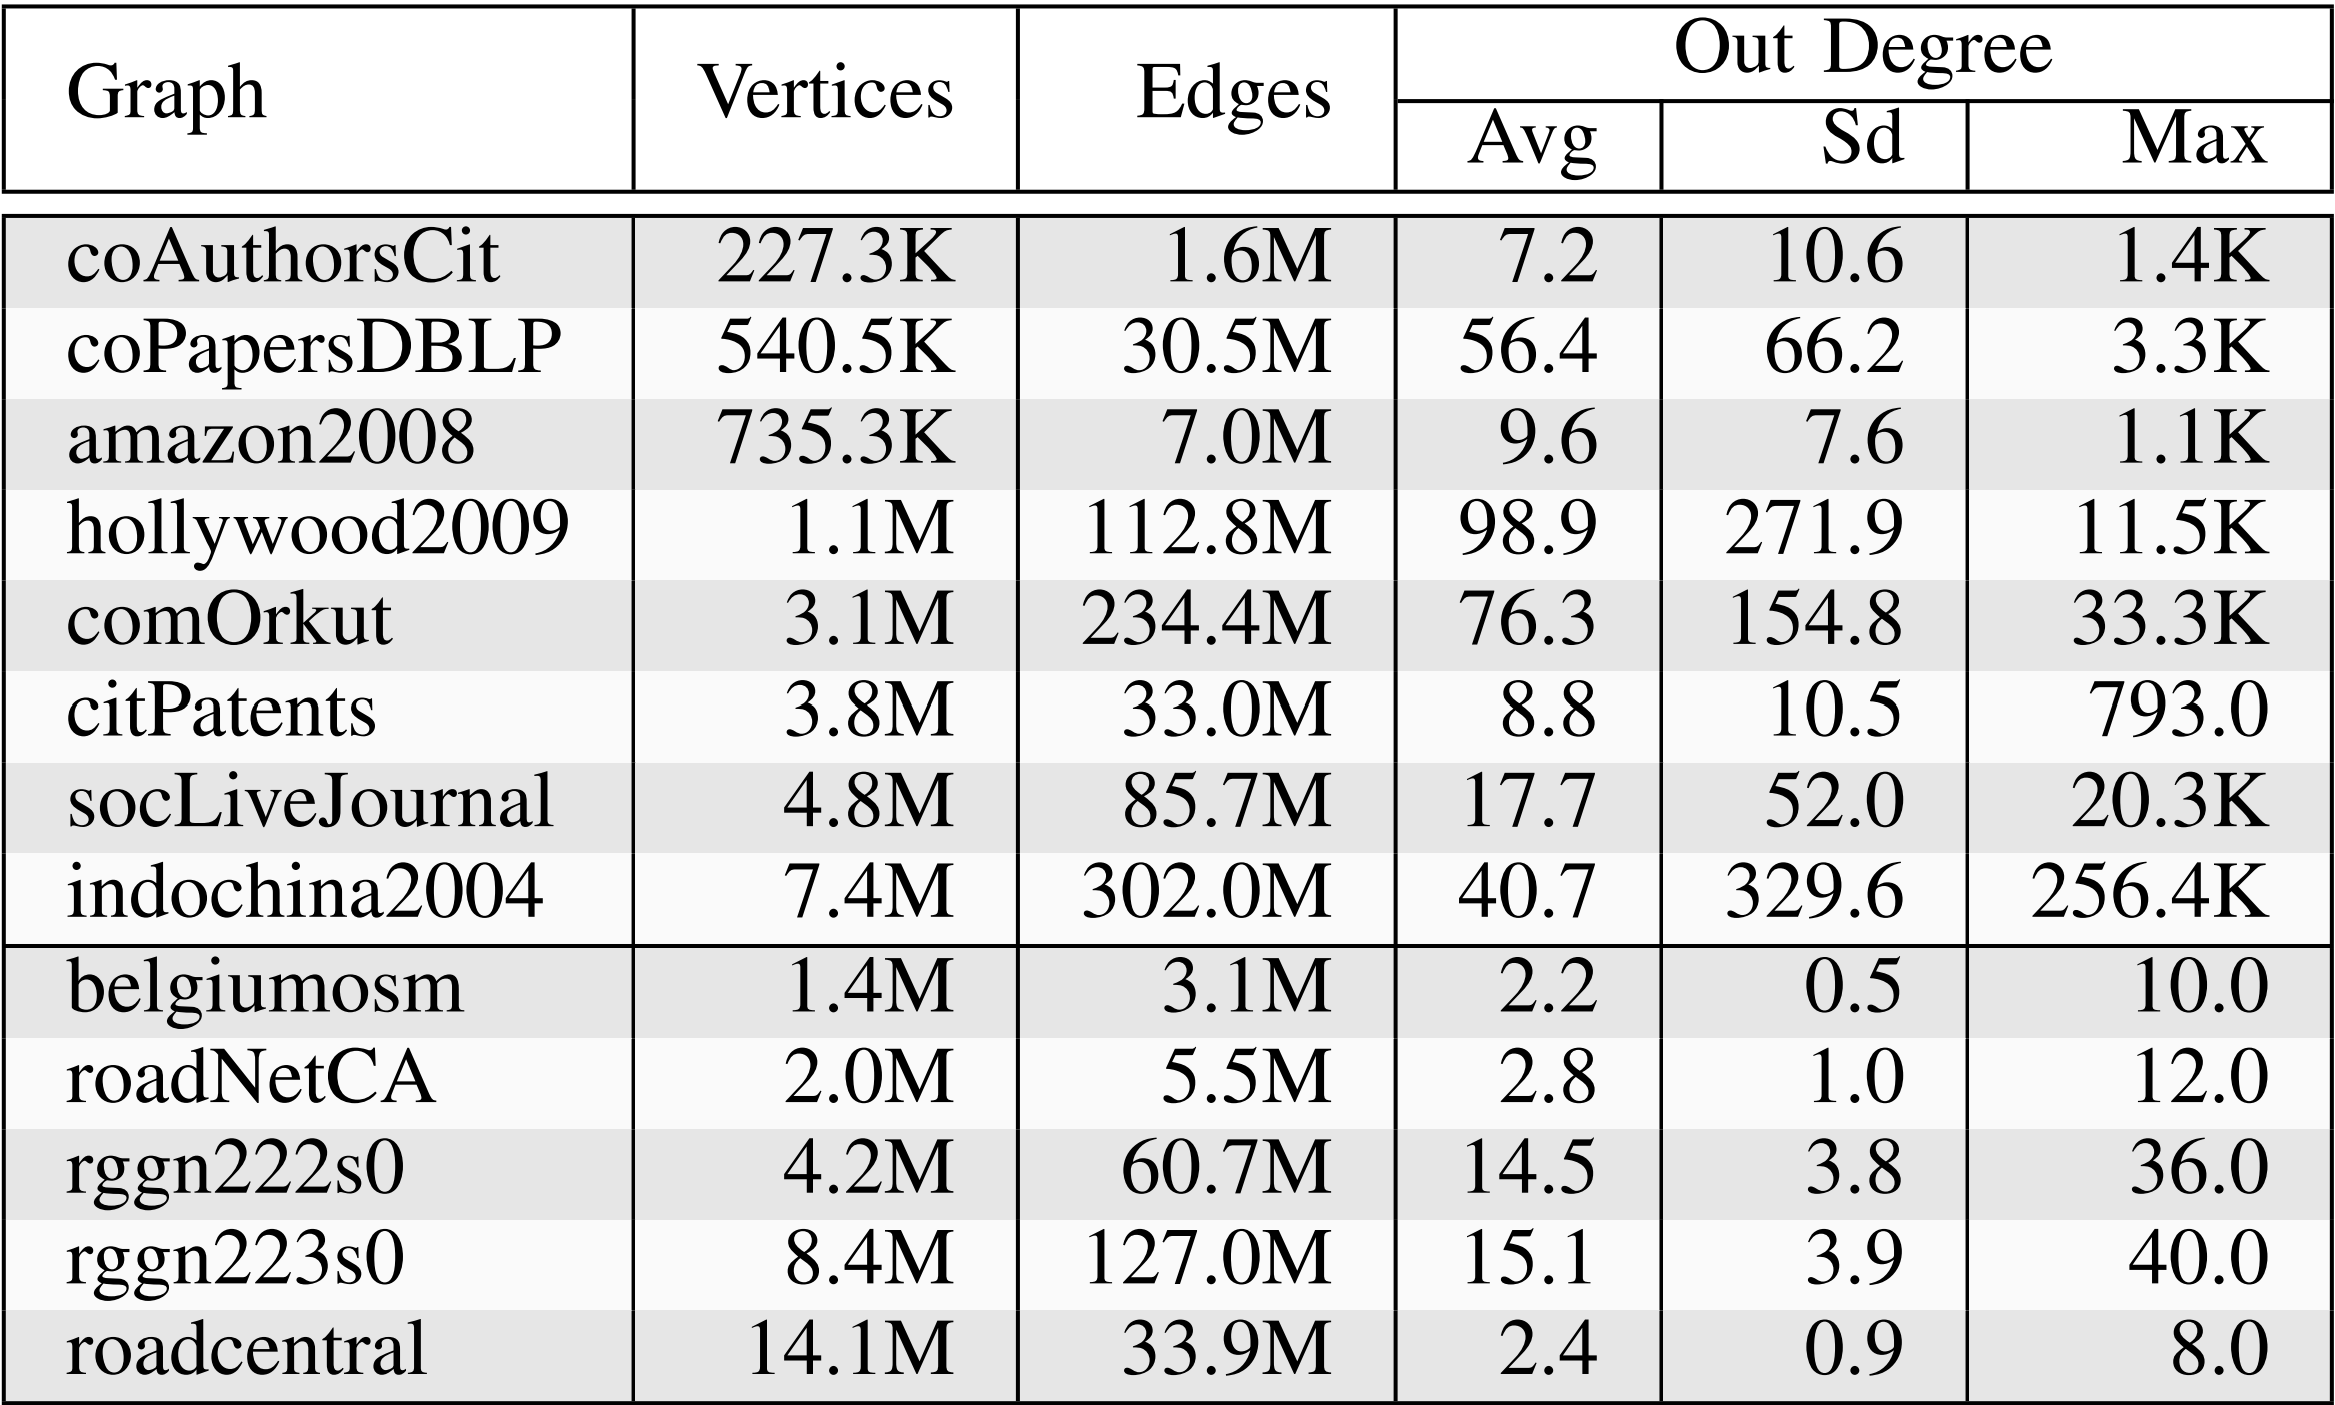 Graph Vertices Edges Out Degree
Avg Sd Max
coAuthorsCit 227.3K 1.6M 7.2 10.6 1.4K
coPapersDBLP 540.5K 30.5M 56.4 66.2 3.3K
amazon2008 735.3K 7.0M 9.6 7.6 1.1K
hollywood2009 1.1M 112.8M 98.9 271.9 11.5K
comOrkut 3.1M 234.4M 76.3 154.8 33.3K
citPatents 3.8M 33.0M 8.8 10.5 793.0
socLiveJournal 4.8M 85.7M 17.7 52.0 20.3K
indochina2004 7.4M 302.0M 40.7 329.6 256.4K
belgiumosm 1.4M 3.1M 2.2 0.5 10.0
roadNetCA 2.0M 5.5M 2.8 1.0 12.0
rggn222s0 4.2M 60.7M 14.5 3.8 36.0
rggn223s0 8.4M 127.0M 15.1 3.9 40.0
roadcentral 14.1M 33.9M 2.4 0.9 8.0